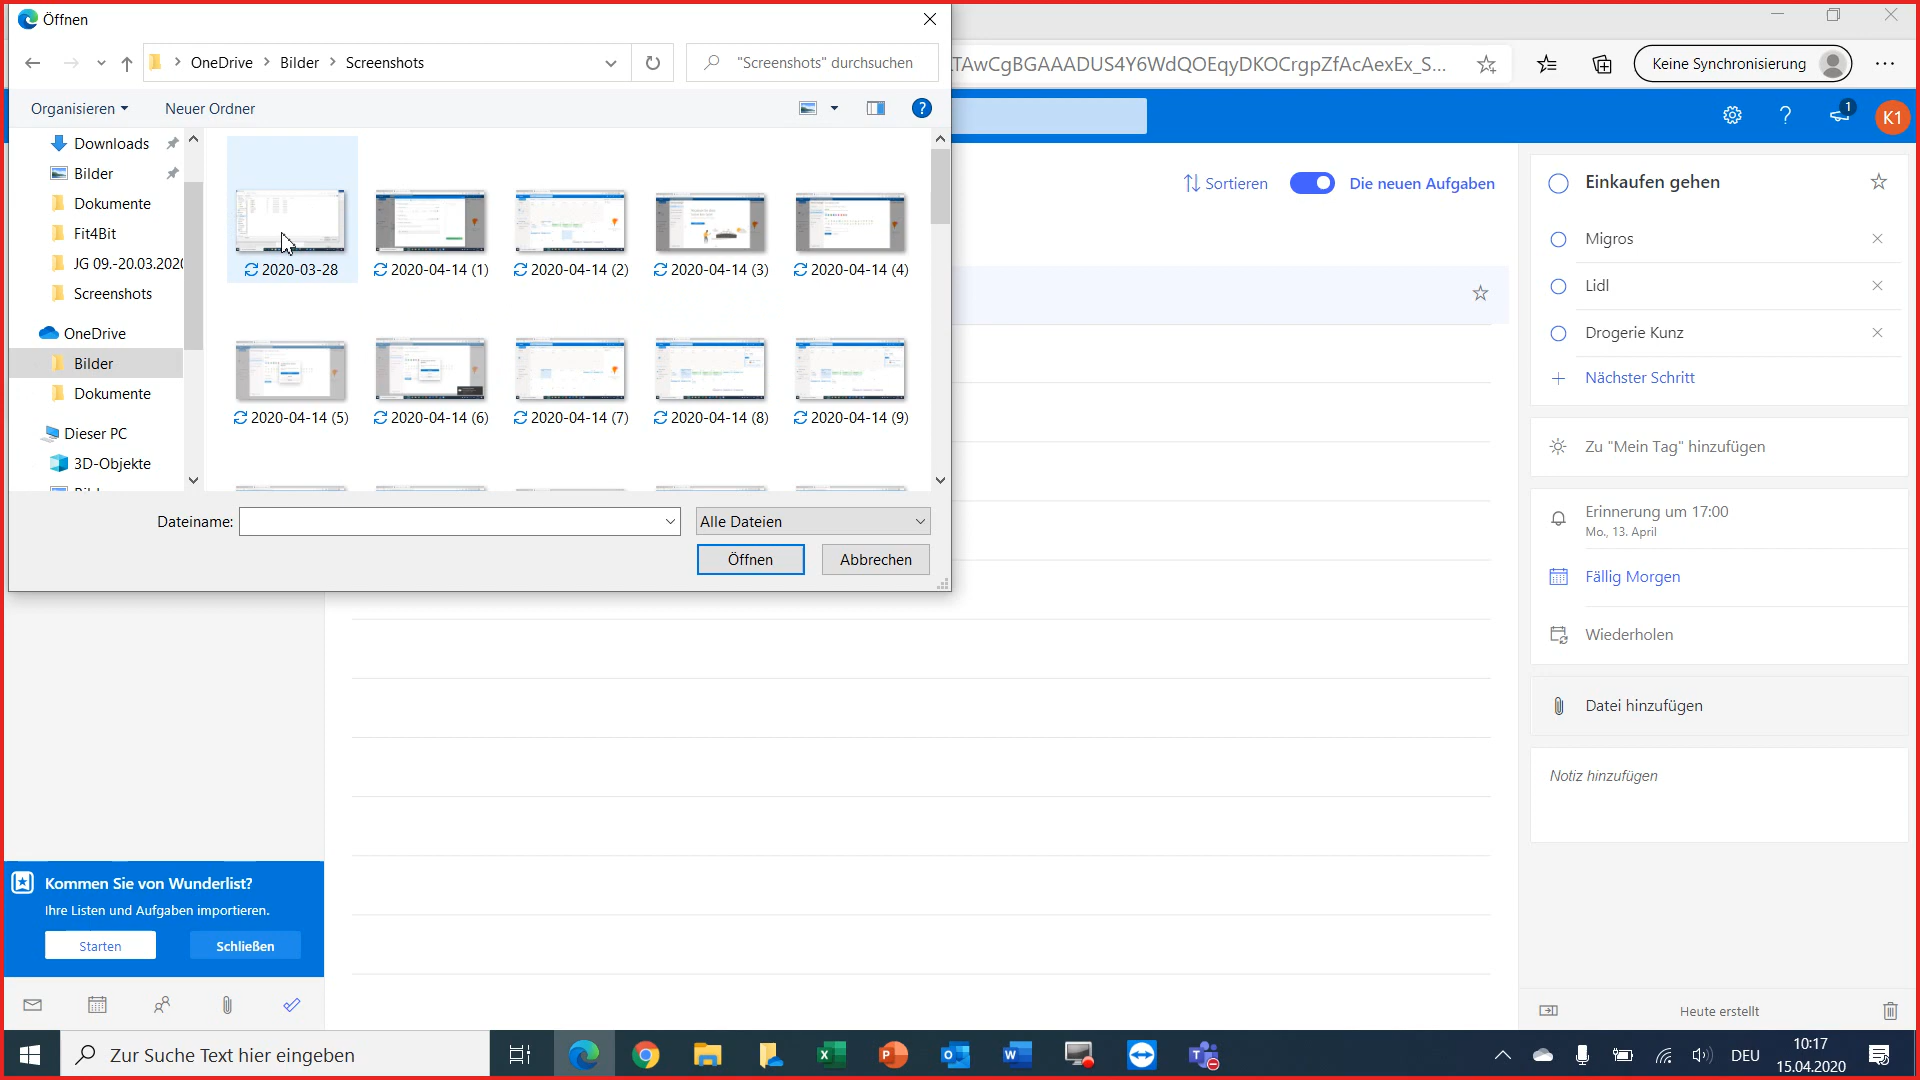 Öffnen
OneDrive
Bilder
Screenshots
"Screenshots" durchsuchen
Organisieren
Neuer Ordner
Downloads
Bilder
Dokumente
Fit4Bit
JG 09.-20.03.2020
Screenshots
OneDrive
Bilder
Dokumente
Dieser PC
3D-Objekte
2020-03-28
2020-04-14 (1)
2020-04-14 (2)
2020-04-14 (3)
2020-04-14 (4)
2020-04-14 (5)
2020-04-14 (6)
2020-04-14 (7)
2020-04-14 (8)
2020-04-14 (9)
Dateiname:
Alle Dateien
Öffnen
Abbrechen
TAwCgBGAAADUS4Y6WdQOEqyDKOCrgpZfAcAexEx_S...
Keine Synchronisierung
1
K1
Sortieren
Die neuen Aufgaben
Einkaufen gehen
Migros
Lidl
Drogerie Kunz
Nächster Schritt
Zu "Mein Tag" hinzufügen
Erinnerung um 17:00
Mo., 13. April
Fällig Morgen
Wiederholen
Datei hinzufügen
Notiz hinzufügen
Heute erstellt
Kommen Sie von Wunderlist?
Ihre Listen und Aufgaben importieren.
Starten
Schließen
Zur Suche Text hier eingeben
DEU
10:17
15.04.2020